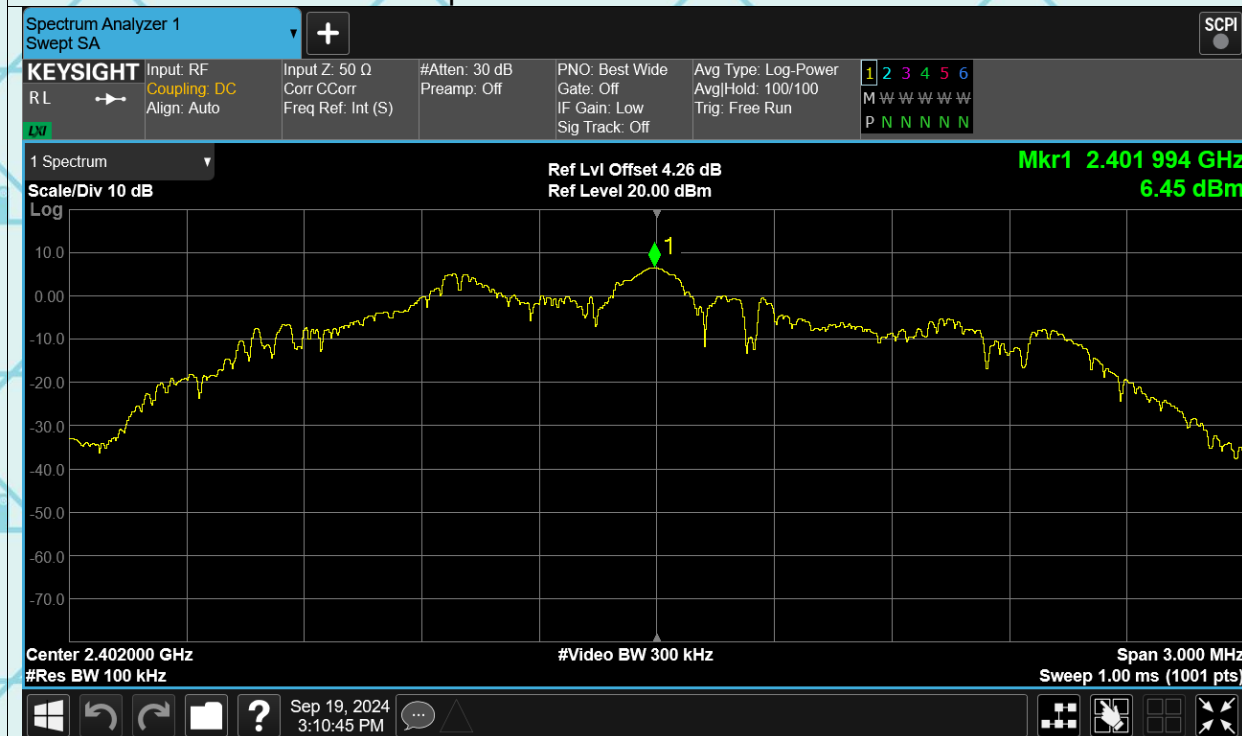 Spectrum Analyzer 1
Swept SA
+
SCPI
KEYSIGHT
RL
LXI
Input: RF
Coupling: DC
Align: Auto
Input Z: 50 Ω
Corr CCorr
Freq Ref: Int (S)
#Atten: 30 dB
Preamp: Off
PNO: Best Wide
Gate: Off
IF Gain: Low
Sig Track: Off
Avg Type: Log-Power
Avg|Hold: 100/100
Trig: Free Run
1 2 3 4 5 6
M W W W W W
P N N N N N
1 Spectrum
Scale/Div 10 dB
Log
Ref Lvl Offset 4.26 dB
Ref Level 20.00 dBm
Mkr1 2.401 994 GHz
6.45 dBm
1
10.0
0.00
-10.0
-20.0
-30.0
-40.0
-50.0
-60.0
-70.0
Center 2.402000 GHz
#Res BW 100 kHz
#Video BW 300 kHz
Span 3.000 MHz
Sweep 1.00 ms (1001 pts)
?
Sep 19, 2024
3:10:45 PM